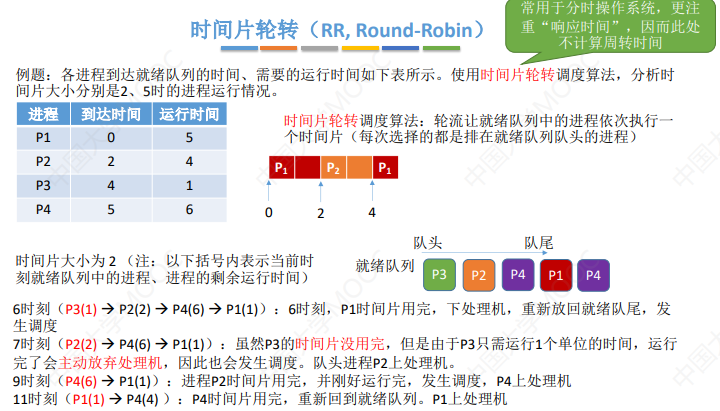 时间片轮转（RR, Round-Robin）
常用于分时操作系统，更注
重“响应时间”，因而此处
不计算周转时间
例题：各进程到达就绪队列的时间、需要的运行时间如下表所示。使用时间片轮转调度算法，分析时
间片大小分别是2、5时的进程运行情况。
进程 到达时间 运行时间
P1 0 5
P2 2 4
P3 4 1
P4 5 6
时间片轮转调度算法：轮流让就绪队列中的进程依次执行一
个时间片（每次选择的都是排在就绪队列队头的进程）
P1 P2 P1
0 2 4
时间片大小为 2 （注：以下括号内表示当前时
刻就绪队列中的进程、进程的剩余运行时间）
队头 队尾
就绪队列 P3 P2 P4 P1 P4
6时刻（P3(1) → P2(2) → P4(6) → P1(1)）：6时刻，P1时间片用完，下处理机，重新放回就绪队尾，发
生调度
7时刻（P2(2) → P4(6) → P1(1)）：虽然P3的时间片没用完，但是由于P3只需运行1个单位的时间，运行
完了会主动放弃处理机，因此也会发生调度。队头进程P2上处理机。
9时刻（P4(6) → P1(1)）：进程P2时间片用完，并刚好运行完，发生调度，P4上处理机
11时刻（P1(1) → P4(4) ）：P4时间片用完，重新回到就绪队列。P1上处理机